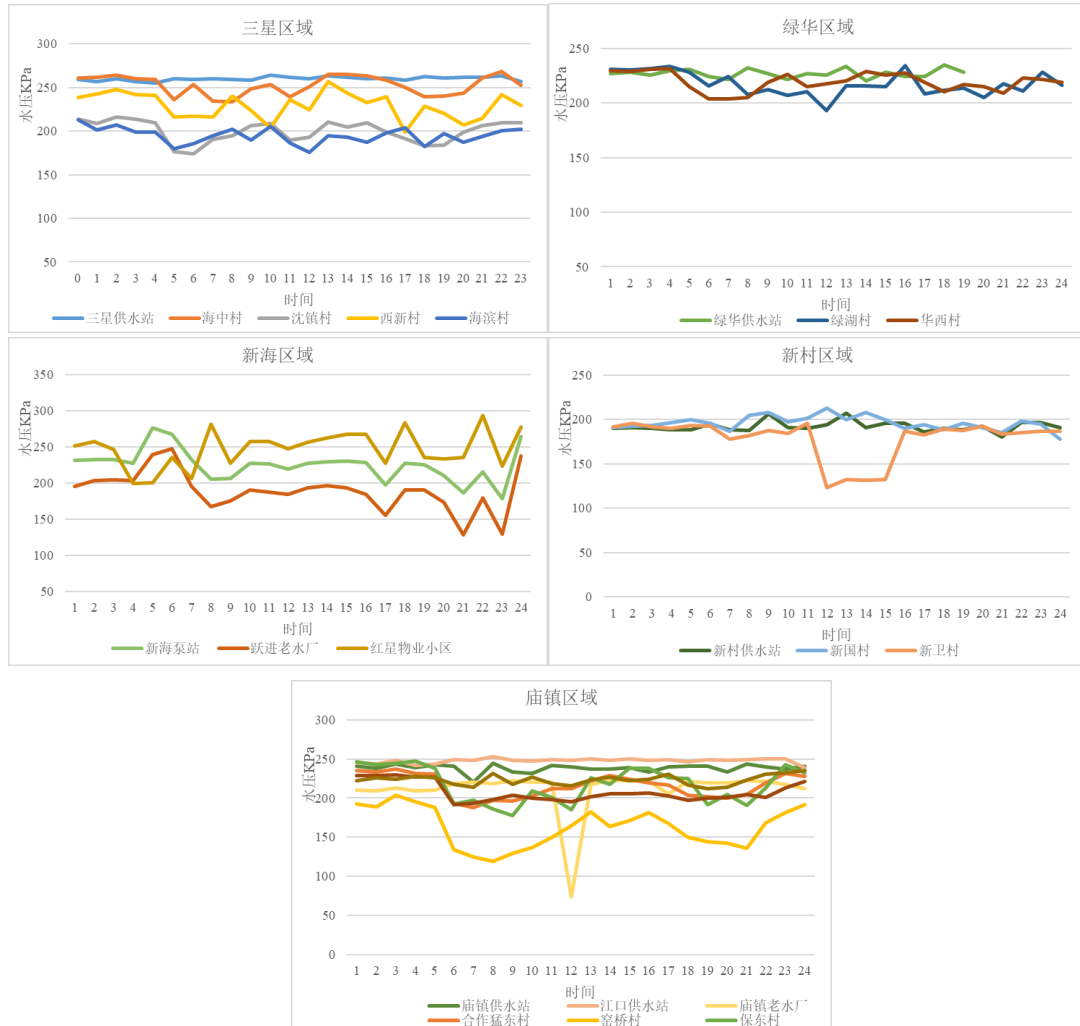 三星区域
300
250
200
150
100
50
水压KPa
0 1 2 3 4 5 6 7 8 9 10 11 12 13 14 15 16 17 18 19 20 21 22 23
时间
三星供水站 海中村 沈镇村 西新村 海滨村
绿华区域
250
200
150
100
50
水压KPa
1 2 3 4 5 6 7 8 9 10 11 12 13 14 15 16 17 18 19 20 21 22 23 24
时间
绿华供水站 绿湖村 华西村
新海区域
350
300
250
200
150
100
50
水压KPa
1 2 3 4 5 6 7 8 9 10 11 12 13 14 15 16 17 18 19 20 21 22 23 24
时间
新海泵站 跃进老水厂 红星物业小区
新村区域
250
200
150
100
50
0
水压KPa
1 2 3 4 5 6 7 8 9 10 11 12 13 14 15 16 17 18 19 20 21 22 23 24
时间
新村供水站 新国村 新卫村
庙镇区域
300
250
200
150
100
50
0
水压KPa
1 2 3 4 5 6 7 8 9 10 11 12 13 14 15 16 17 18 19 20 21 22 23 24
时间
庙镇供水站 江口供水站 庙镇老水厂
合作猛东村 窑桥村 保东村